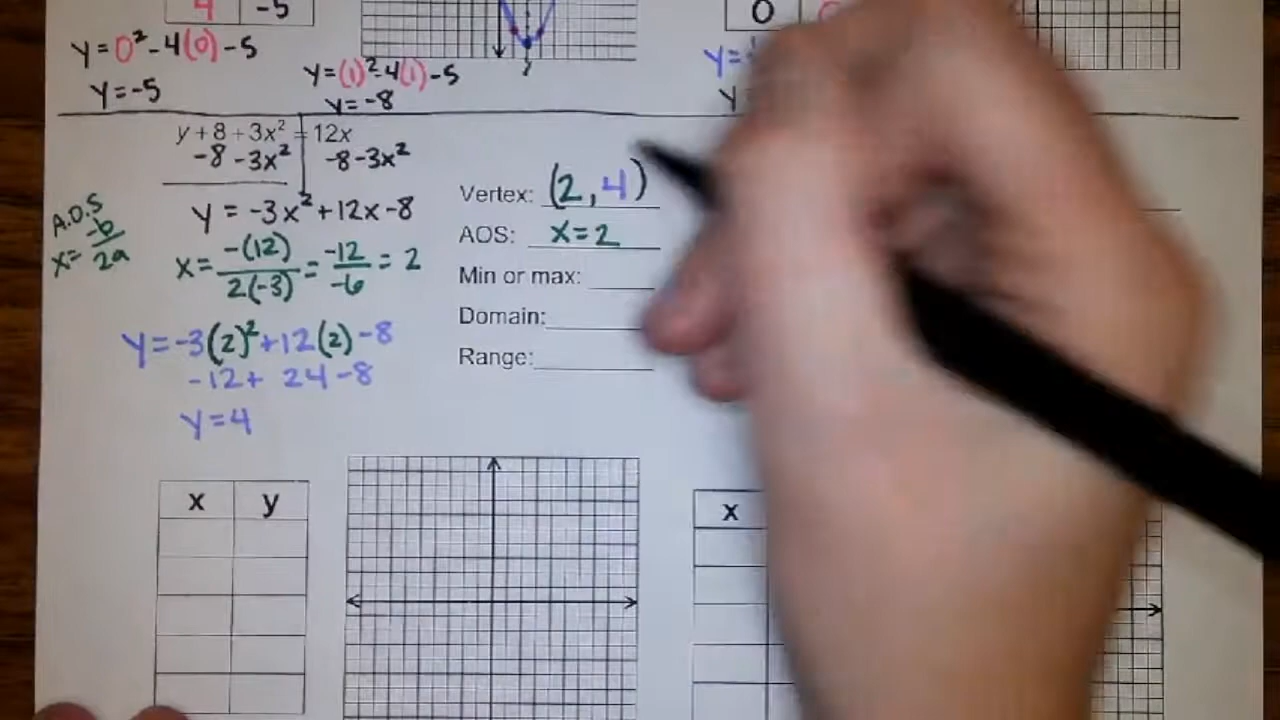 4 -5
0
y = 0² - 4(0) - 5
y = (1)² - 4(1) - 5
y =
y = -5
y = -8
y
y + 8 + 3x² = 12x
-8 -3x² -8 -3x²
y = -3x² + 12x - 8
A.O.S
x = -b/2a
x = -(12)/2(-3) = -12/-6 = 2
y = -3(2)² + 12(2) - 8
-12 + 24 - 8
y = 4
Vertex: (2, 4)
AOS: x = 2
Min or max:
Domain:
Range:
x y
x